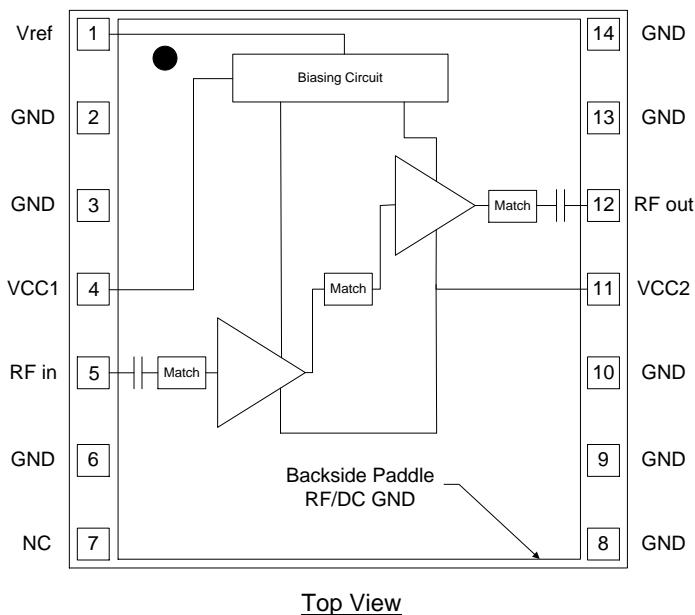 Vref 1 14 GND
Biasing Circuit
GND 2 13 GND
GND 3 Match 12 RF out
VCC1 4 Match 11 VCC2
RF in 5 Match 10 GND
GND 6 9 GND
Backside Paddle
RF/DC GND
NC 7 8 GND
Top View